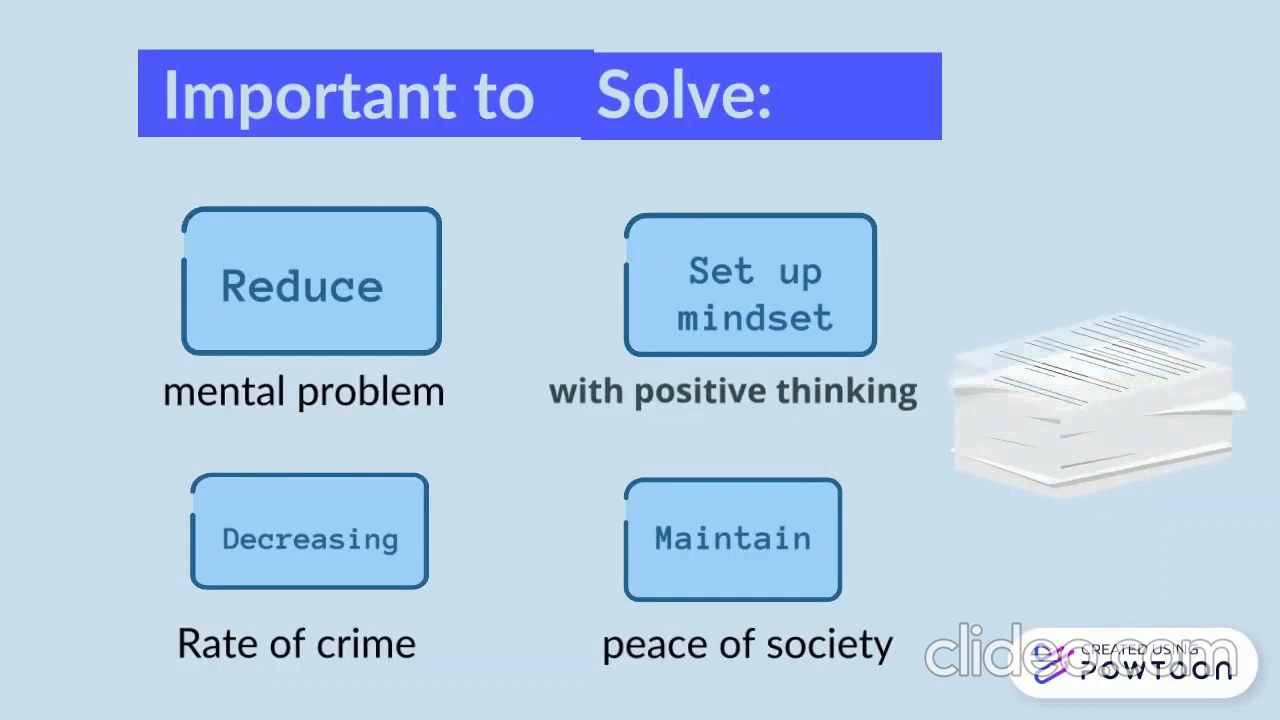 Important to Solve:
Reduce
mental problem
Set up
mindset
with positive thinking
Decreasing
Rate of crime
Maintain
peace of society
clideo.com
CREATED USING
POWTOON